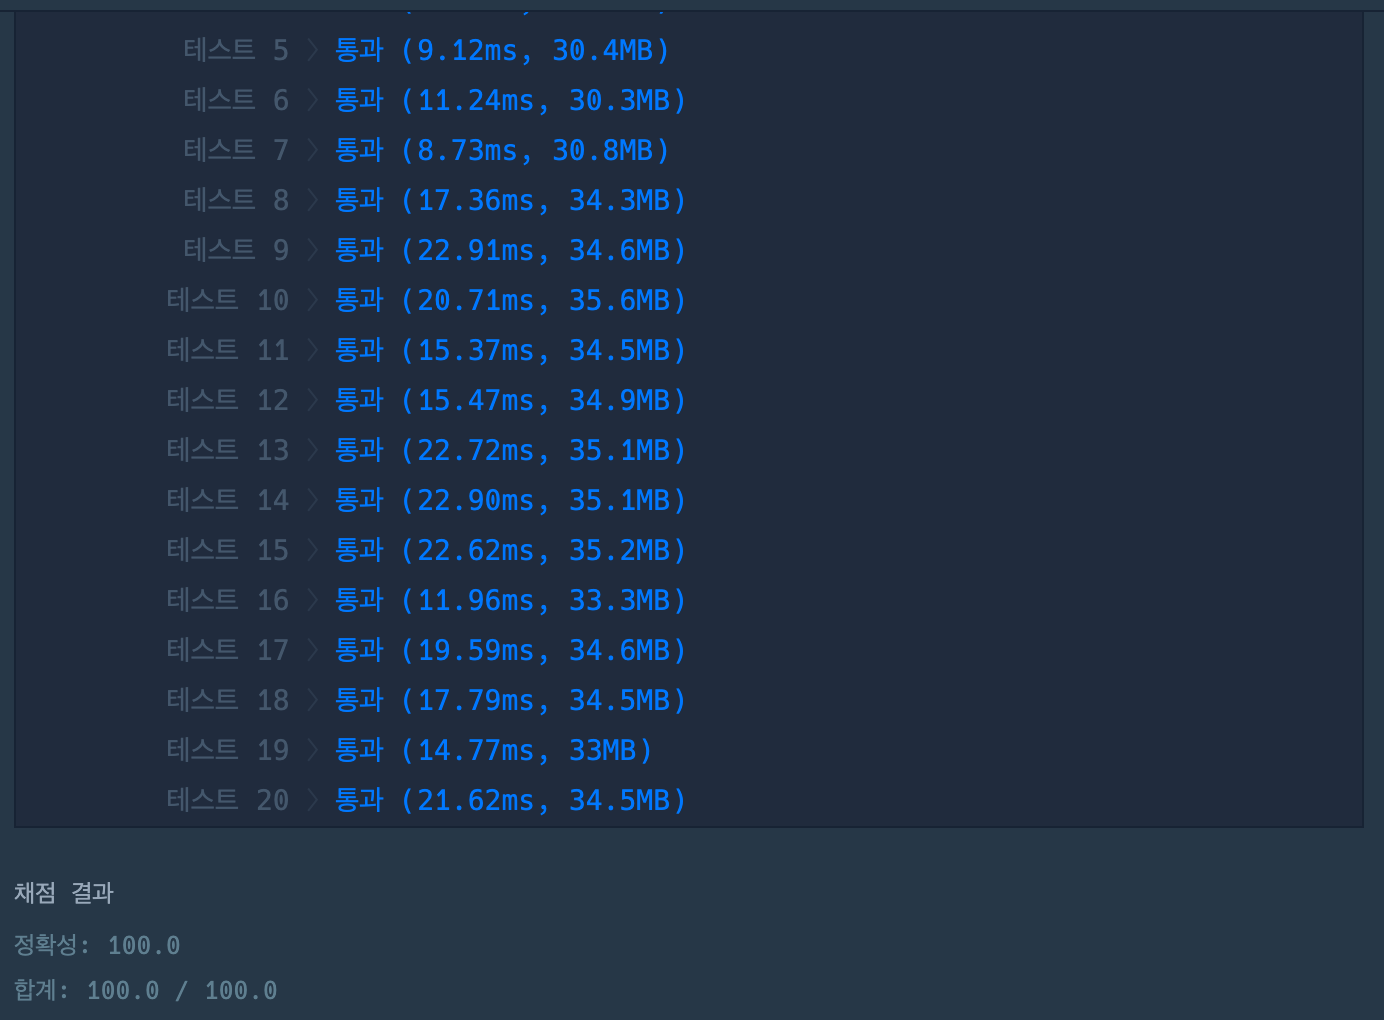 테스트 5 〉 통과 (9.12ms, 30.4MB)
테스트 6 〉 통과 (11.24ms, 30.3MB)
테스트 7 〉 통과 (8.73ms, 30.8MB)
테스트 8 〉 통과 (17.36ms, 34.3MB)
테스트 9 〉 통과 (22.91ms, 34.6MB)
테스트 10 〉 통과 (20.71ms, 35.6MB)
테스트 11 〉 통과 (15.37ms, 34.5MB)
테스트 12 〉 통과 (15.47ms, 34.9MB)
테스트 13 〉 통과 (22.72ms, 35.1MB)
테스트 14 〉 통과 (22.90ms, 35.1MB)
테스트 15 〉 통과 (22.62ms, 35.2MB)
테스트 16 〉 통과 (11.96ms, 33.3MB)
테스트 17 〉 통과 (19.59ms, 34.6MB)
테스트 18 〉 통과 (17.79ms, 34.5MB)
테스트 19 〉 통과 (14.77ms, 33MB)
테스트 20 〉 통과 (21.62ms, 34.5MB)
채점 결과
정확성: 100.0
합계: 100.0 / 100.0